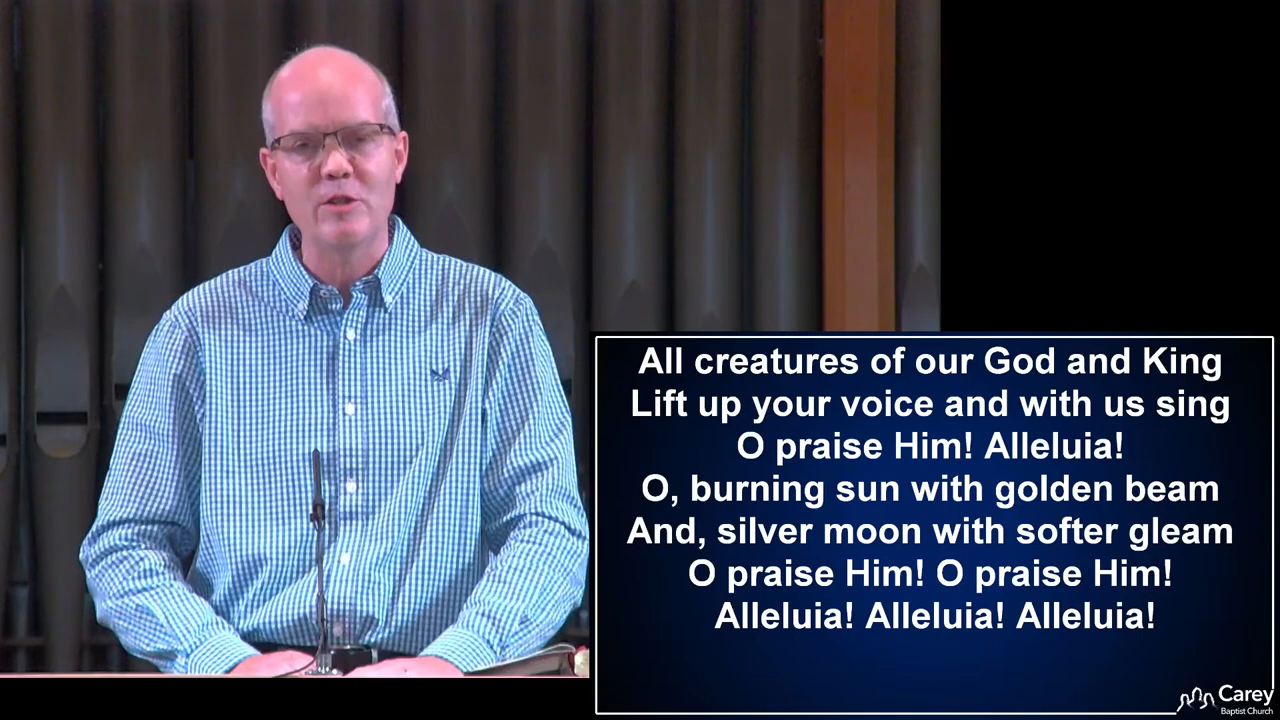 All creatures of our God and King
Lift up your voice and with us sing
O praise Him! Alleluia!
O, burning sun with golden beam
And, silver moon with softer gleam
O praise Him! O praise Him!
Alleluia! Alleluia! Alleluia!
Carey
Baptist Church